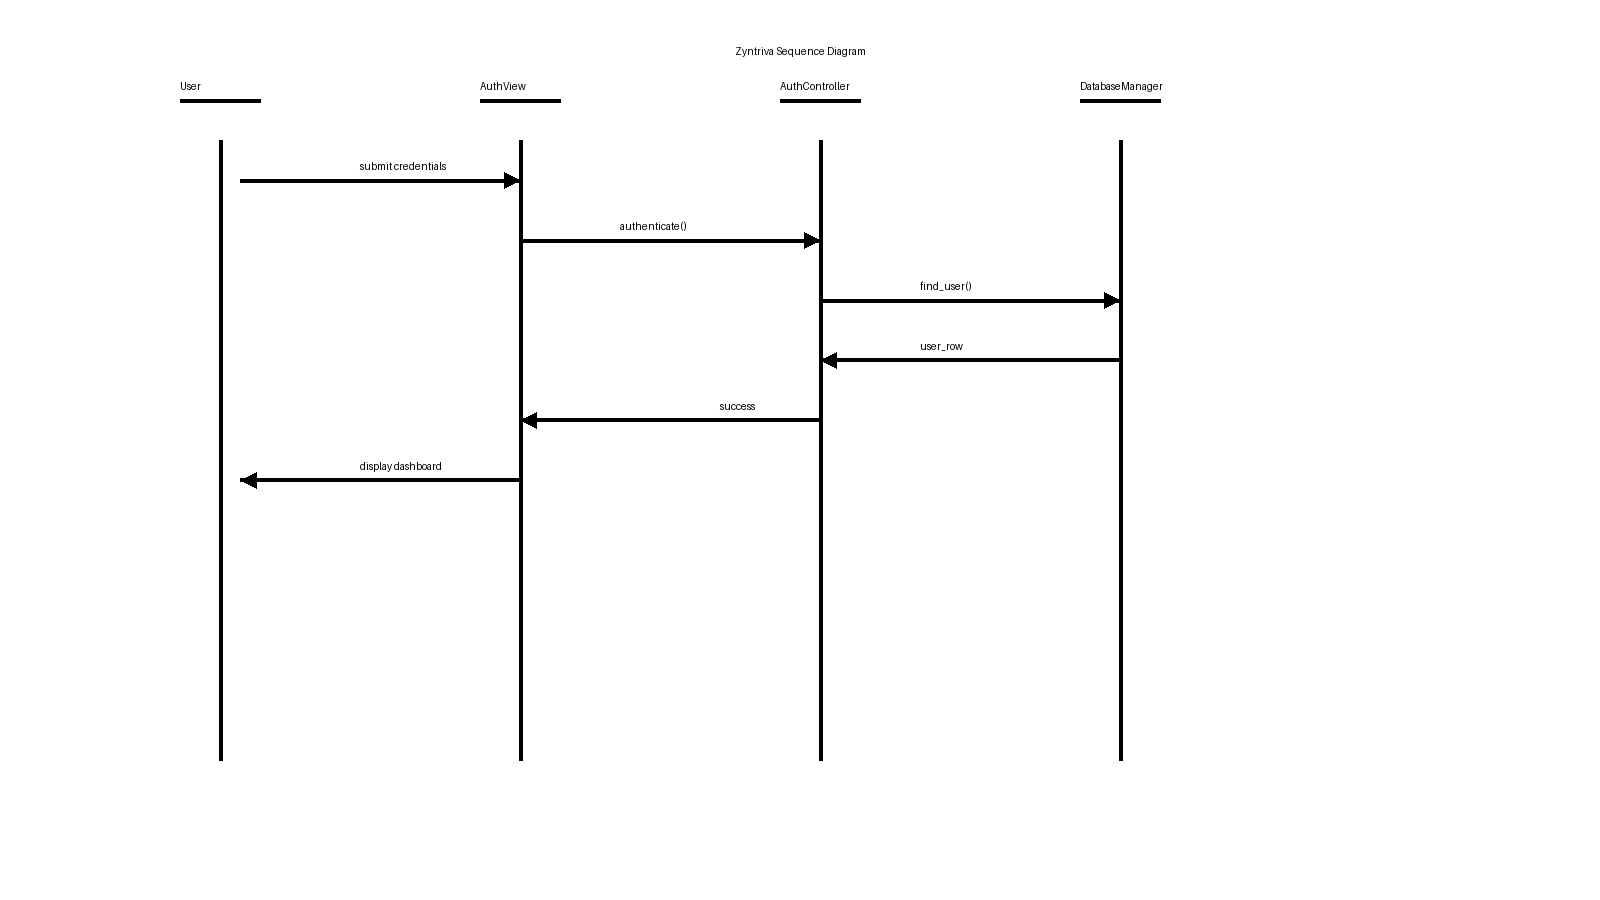 Zyntriva Sequence Diagram
User
AuthView
AuthController
DatabaseManager
submit credentials
authenticate()
find_user()
user_row
success
display dashboard